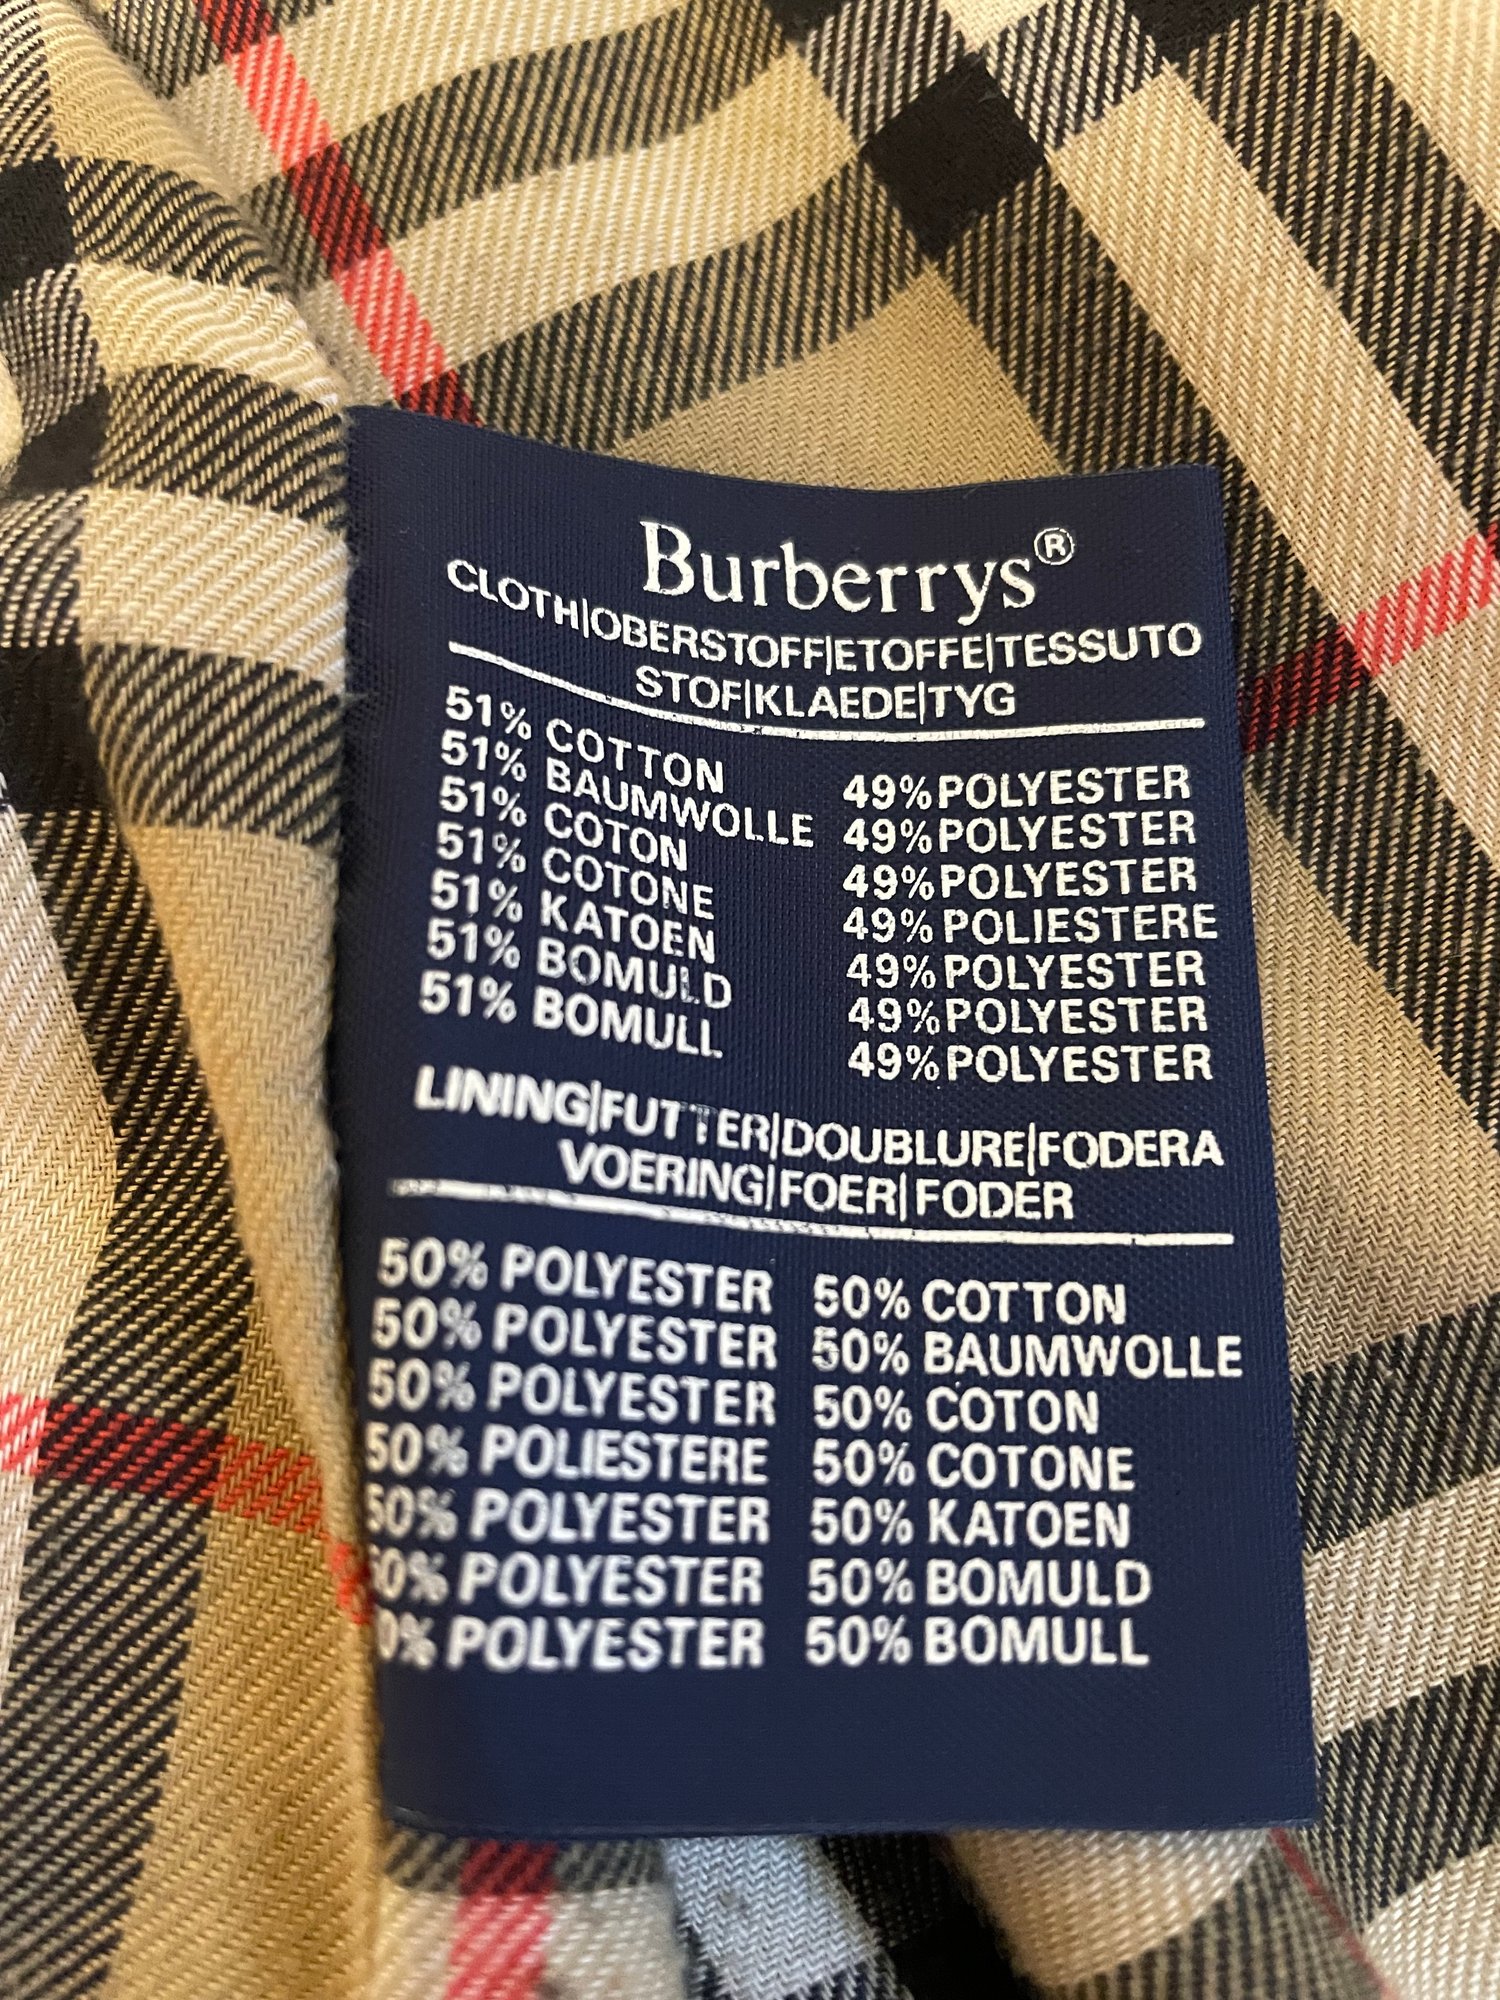 Burberrys®
CLOTH|OBERSTOFF|ETOFFE|TESSUTO
STOF|KLAEDE|TYG
51% COTTON 49% POLYESTER
51% BAUMWOLLE 49% POLYESTER
51% COTON 49% POLYESTER
51% COTONE 49% POLIESTERE
51% KATOEN 49% POLYESTER
51% BOMULD 49% POLYESTER
51% BOMULL 49% POLYESTER
LINING|FUTTER|DOUBLURE|FODERA
VOERING|FOER|FODER
50% POLYESTER 50% COTTON
50% POLYESTER 50% BAUMWOLLE
50% POLYESTER 50% COTON
50% POLIESTERE 50% COTONE
50% POLYESTER 50% KATOEN
0% POLYESTER 50% BOMULD
0% POLYESTER 50% BOMULL